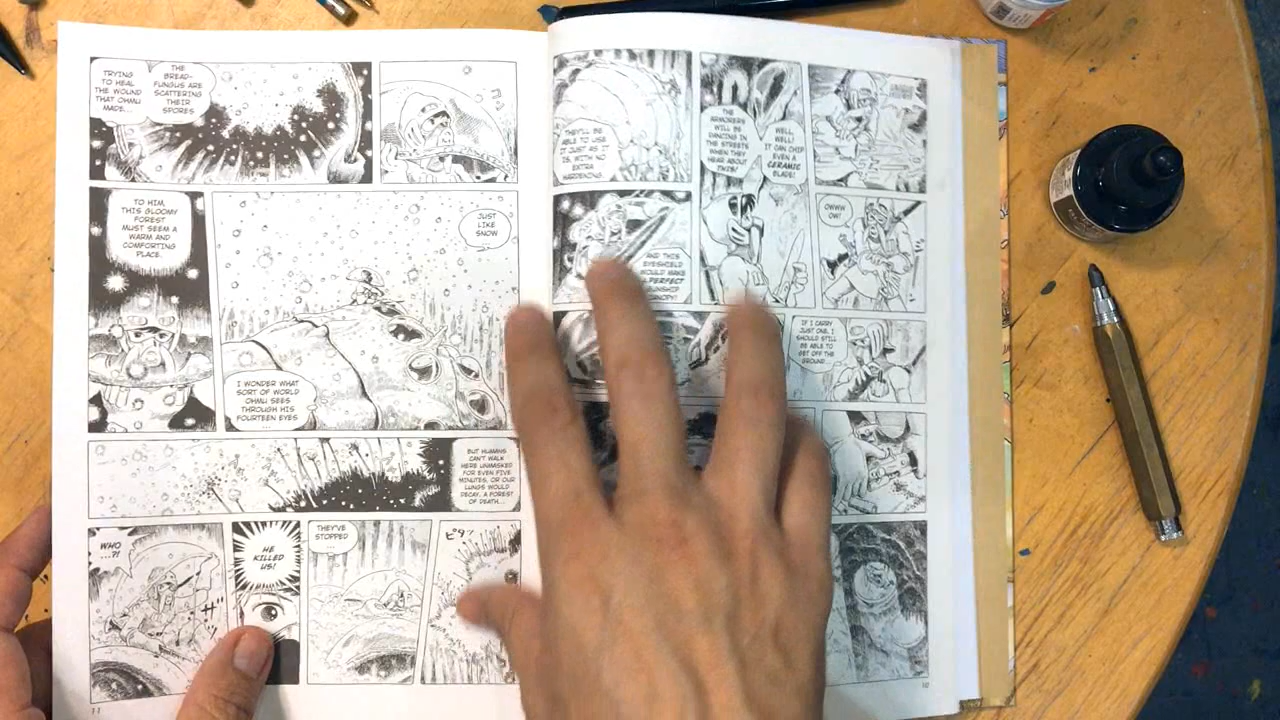 WELL,
WELL!
IT CAN CHIP
EVEN A
CERAMIC
BLADE!
THE
ARMORERS
WILL BE
DANCING IN
THE STREETS
WHEN THEY
HEAR ABOUT
THIS!
THEY'LL BE
ABLE TO USE
IT JUST AS IT
IS, WITH NO
EXTRA
HARDENING.
OWWW
OW!
AND THIS
EYESHIELD
WOULD MAKE
PERFECT
IF I CARRY
JUST ONE, I
SHOULD STILL
BE ABLE TO
GET OFF THE
GROUND...
10
THE
BREAD-
FUNGUS ARE
SCATTERING
THEIR
SPORES
TRYING
TO HEAL
THE WOUND
THAT OHMU
MADE...
JUST
LIKE
SNOW
...
I WONDER WHAT
SORT OF WORLD
OHMU SEES
THROUGH HIS
FOURTEEN EYES
...
TO HIM,
THIS GLOOMY
FOREST
MUST SEEM A
WARM AND
COMFORTING
PLACE.
BUT HUMANS
CAN'T WALK
HERE UNMASKED
FOR EVEN FIVE
MINUTES, OR OUR
LUNGS WOULD
DECAY. A FOREST
OF DEATH...
ピタ
THEY'VE
STOPPED
...
HE
KILLED
US!
WHO
...?!
ザ
11